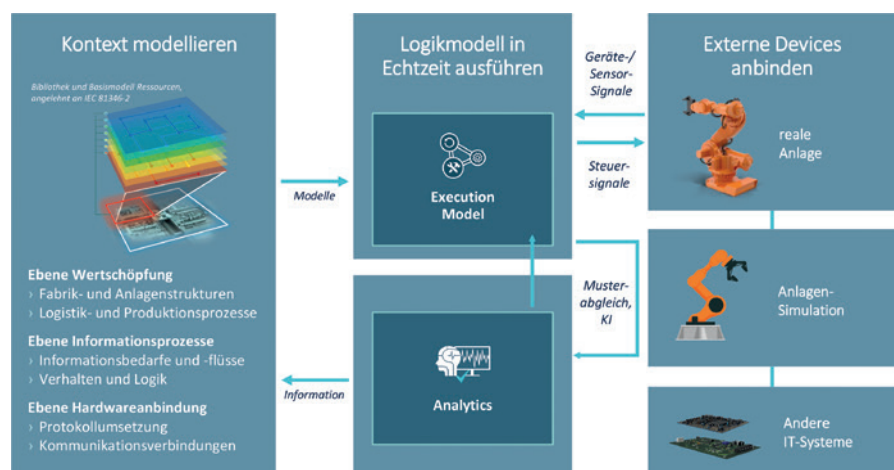 Kontext modellieren
Bibliothek und Basismodell Ressourcen,
angelehnt an IEC 81346-2
Ebene Wertschöpfung
› Fabrik- und Anlagenstrukturen
› Logistik- und Produktionsprozesse
Ebene Informationsprozesse
› Informationsbedarfe und -flüsse
› Verhalten und Logik
Ebene Hardwareanbindung
› Protokollumsetzung
› Kommunikationsverbindungen
Modelle
Information
Logikmodell in
Echtzeit ausführen
Execution
Model
Analytics
Geräte-/
Sensor-
Signale
Steuer-
signale
Muster-
abgleich,
KI
Externe Devices
anbinden
reale
Anlage
Anlagen-
Simulation
Andere
IT-Systeme